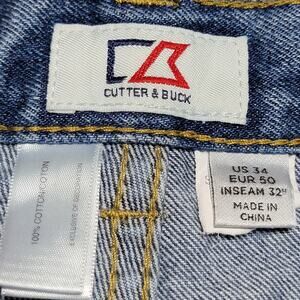 CUTTER & BUCK
100% COTTON/COTON
US 34
EUR 50
INSEAM 32"
MADE IN
CHINA